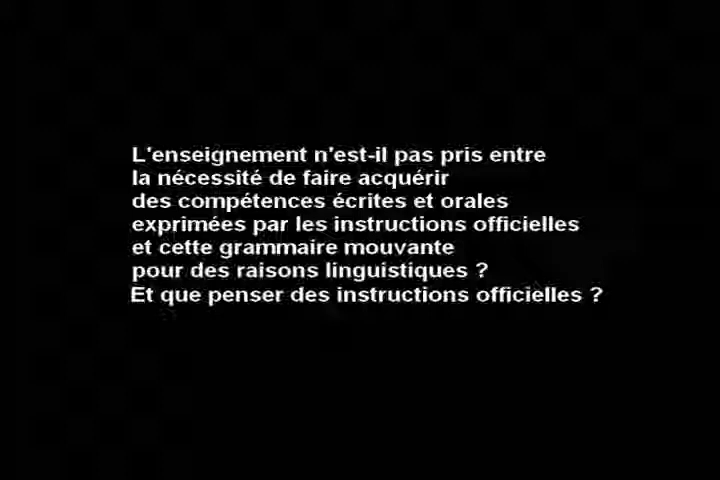 L'enseignement n'est-il pas pris entre
la nécessité de faire acquérir
des compétences écrites et orales
exprimées par les instructions officielles
et cette grammaire mouvante
pour des raisons linguistiques ?
Et que penser des instructions officielles ?